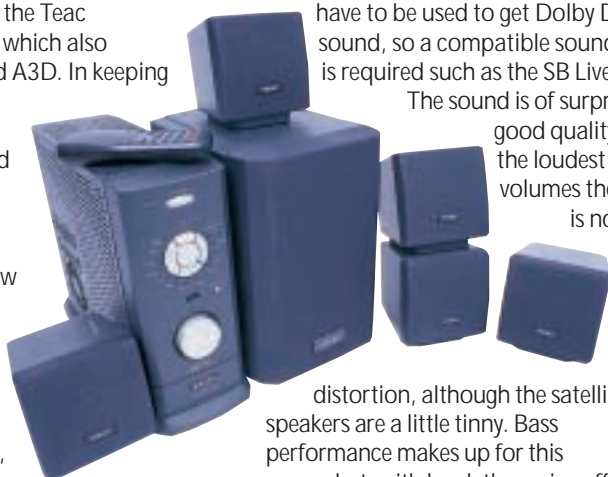 the Teac
which also
d A3D. In keeping
d
w
,
have to be used to get Dolby D
sound, so a compatible sound
is required such as the SB Live
The sound is of surpr
good quality
the loudest
volumes the
is no
distortion, although the satelli
speakers are a little tinny. Bass
performance makes up for this